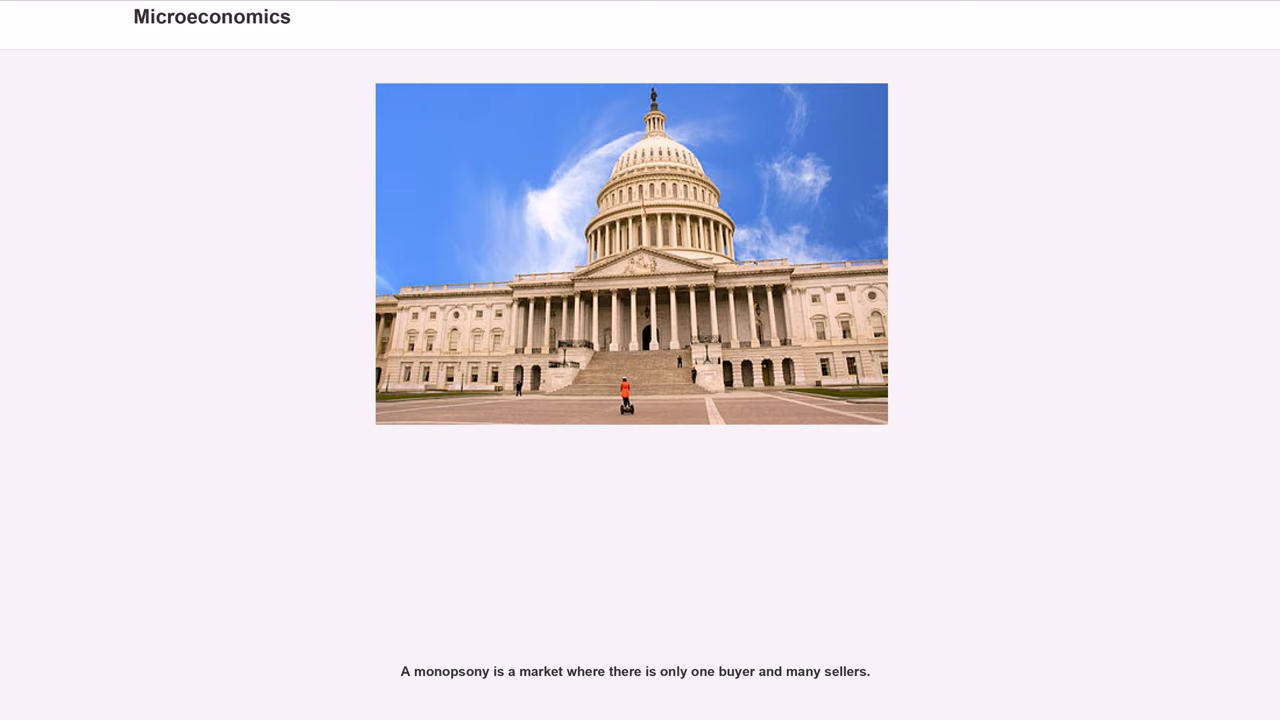 Microeconomics
A monopsony is a market where there is only one buyer and many sellers.